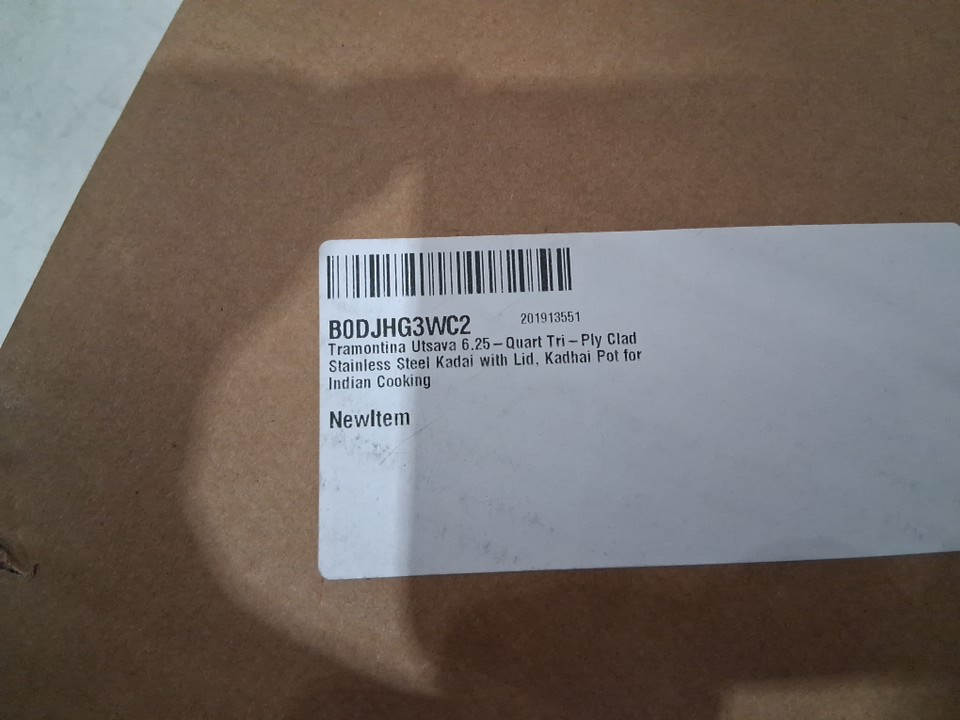 B0DJHG3WC2 201913551
Tramontina Utsava 6.25-Quart Tri-Ply Clad
Stainless Steel Kadai with Lid, Kadhai Pot for
Indian Cooking
NewItem